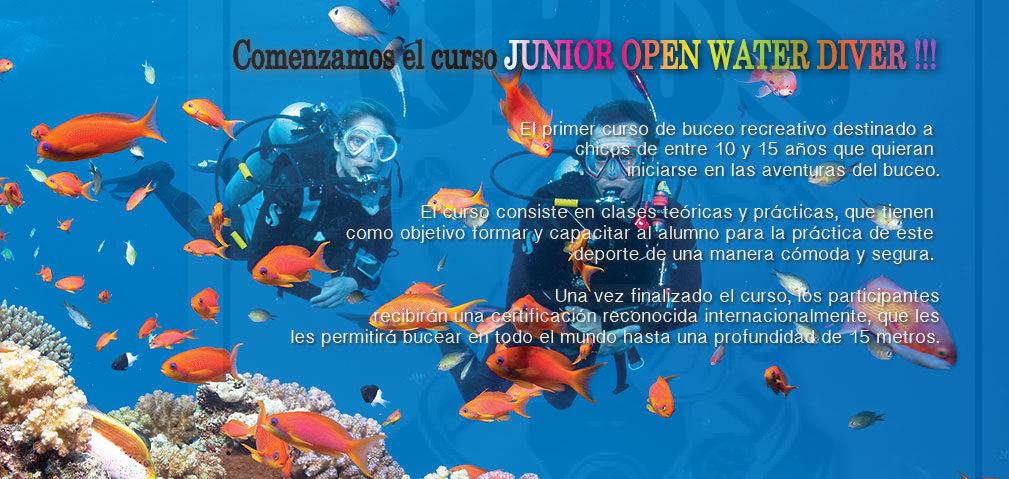 Comenzamos el curso JUNIOR OPEN WATER DIVER !!!
El primer curso de buceo recreativo destinado a
chicos de entre 10 y 15 años que quieran
iniciarse en las aventuras del buceo.
El curso consiste en clases teóricas y prácticas, que tienen
como objetivo formar y capacitar al alumno para la práctica de este
deporte de una manera cómoda y segura.
Una vez finalizado el curso, los participantes
recibirán una certificación reconocida internacionalmente, que les
les permitirá bucear en todo el mundo hasta una profundidad de 15 metros.